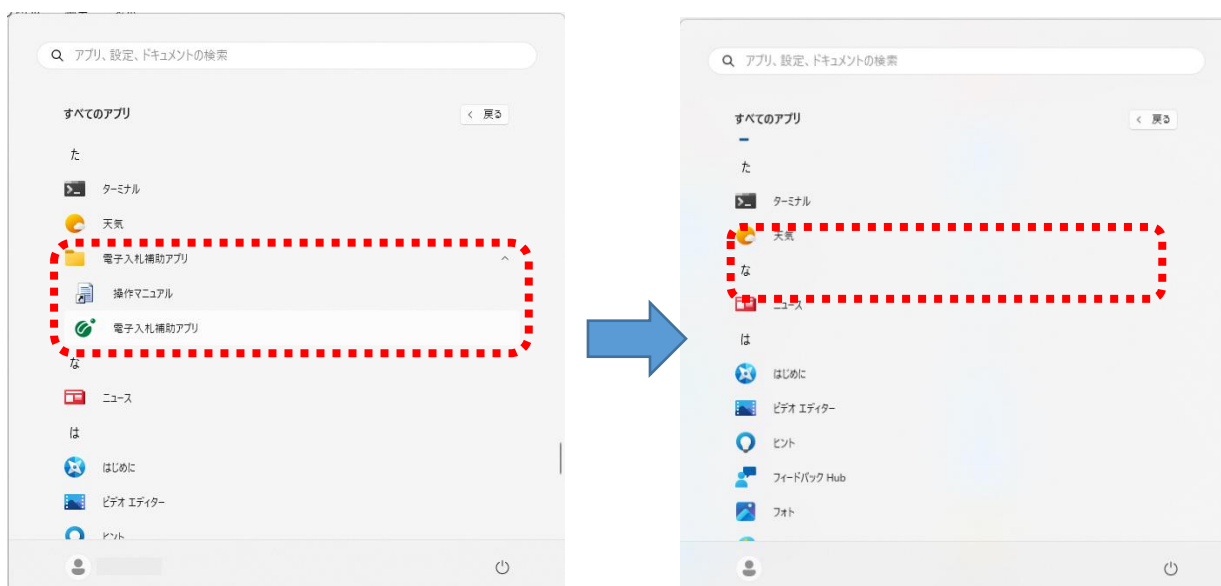 アプリ、設定、ドキュメントの検索
すべてのアプリ
< 戻る
た
ターミナル
天気
電子入札補助アプリ
操作マニュアル
電子入札補助アプリ
な
ニュース
は
はじめに
ビデオ エディター
ヒント
アプリ、設定、ドキュメントの検索
すべてのアプリ
< 戻る
た
ターミナル
天気
な
ニュース
は
はじめに
ビデオ エディター
ヒント
フィードバック Hub
フォト